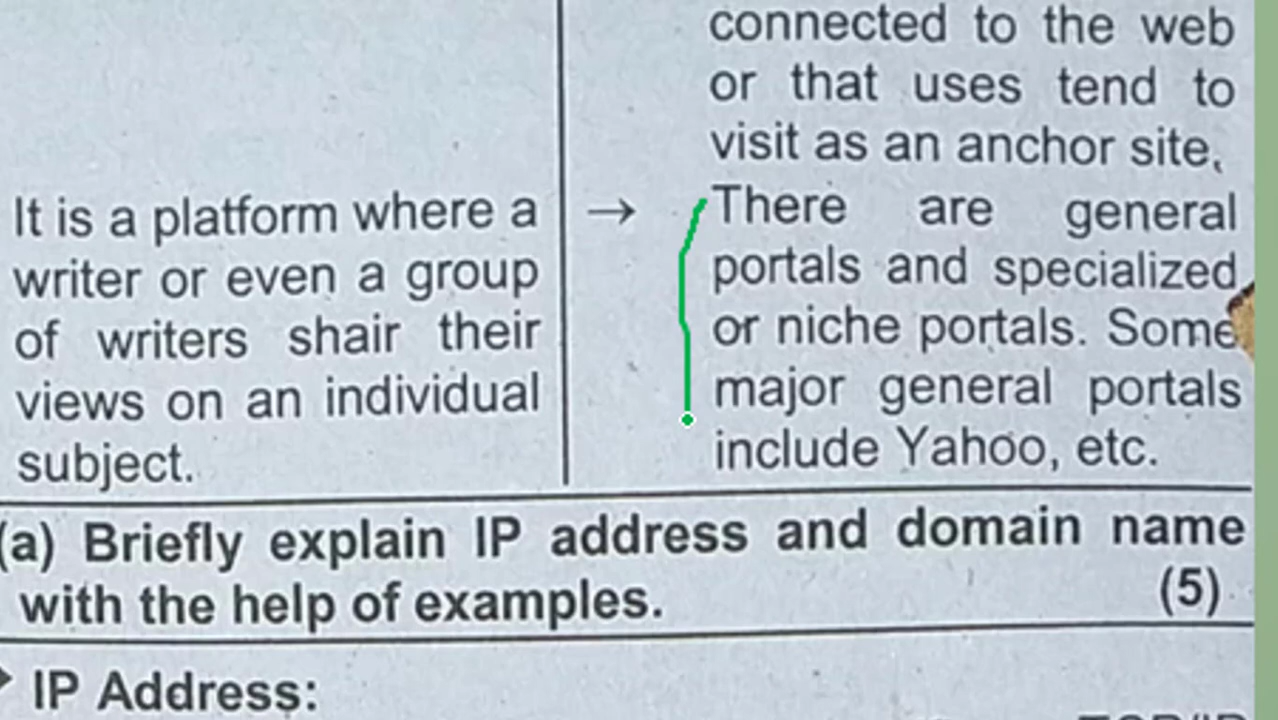 connected to the web
or that uses tend to
visit as an anchor site.
It is a platform where a
writer or even a group
of writers shair their
views on an individual
subject.
→ There are general
portals and specialized
or niche portals. Some
major general portals
include Yahoo, etc.
(a) Briefly explain IP address and domain name
with the help of examples. (5)
IP Address: